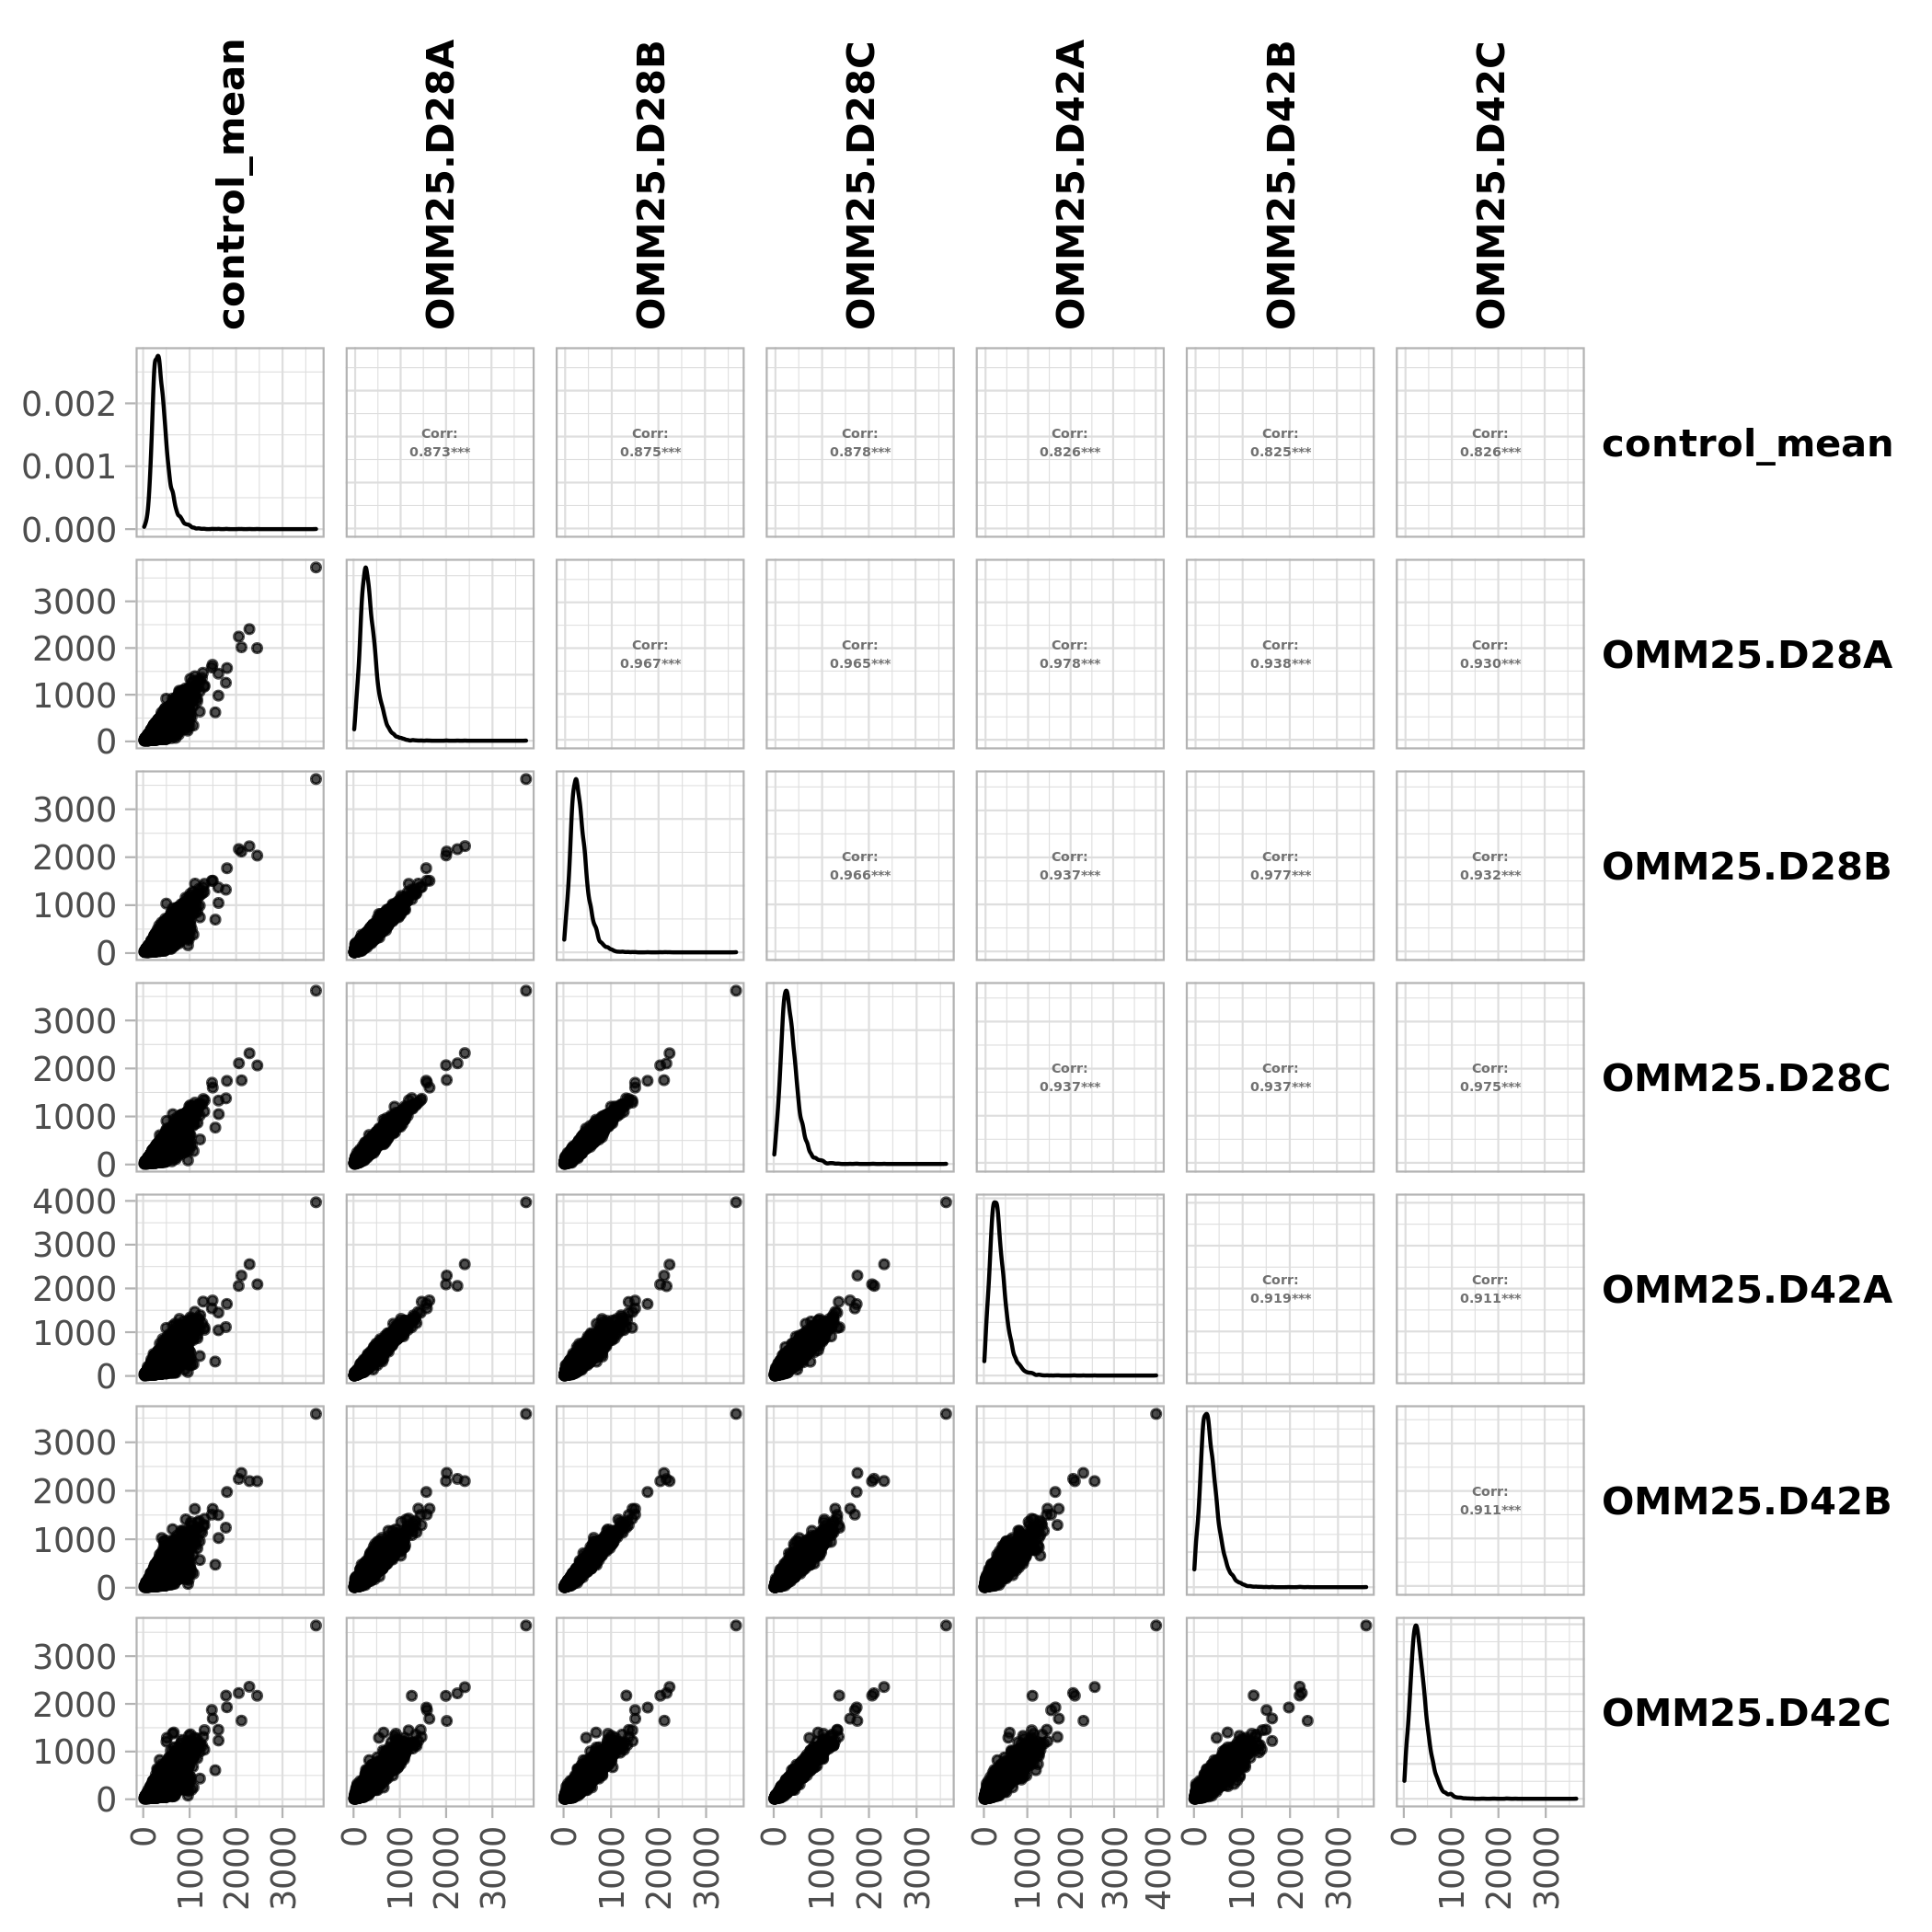 control_mean
OMM25.D28A
OMM25.D28B
OMM25.D28C
OMM25.D42A
OMM25.D42B
OMM25.D42C
0.002
0.001
0.000
Corr:
0.873***
Corr:
0.875***
Corr:
0.878***
Corr:
0.826***
Corr:
0.825***
Corr:
0.826***
control_mean
3000
2000
1000
0
Corr:
0.967***
Corr:
0.965***
Corr:
0.978***
Corr:
0.938***
Corr:
0.930***
OMM25.D28A
3000
2000
1000
0
Corr:
0.966***
Corr:
0.937***
Corr:
0.977***
Corr:
0.932***
OMM25.D28B
3000
2000
1000
0
Corr:
0.937***
Corr:
0.937***
Corr:
0.975***
OMM25.D28C
4000
3000
2000
1000
0
Corr:
0.919***
Corr:
0.911***
OMM25.D42A
3000
2000
1000
0
Corr:
0.911***
OMM25.D42B
3000
2000
1000
0
OMM25.D42C
0
1000
2000
3000
0
1000
2000
3000
0
1000
2000
3000
0
1000
2000
3000
0
1000
2000
3000
4000
0
1000
2000
3000
0
1000
2000
3000